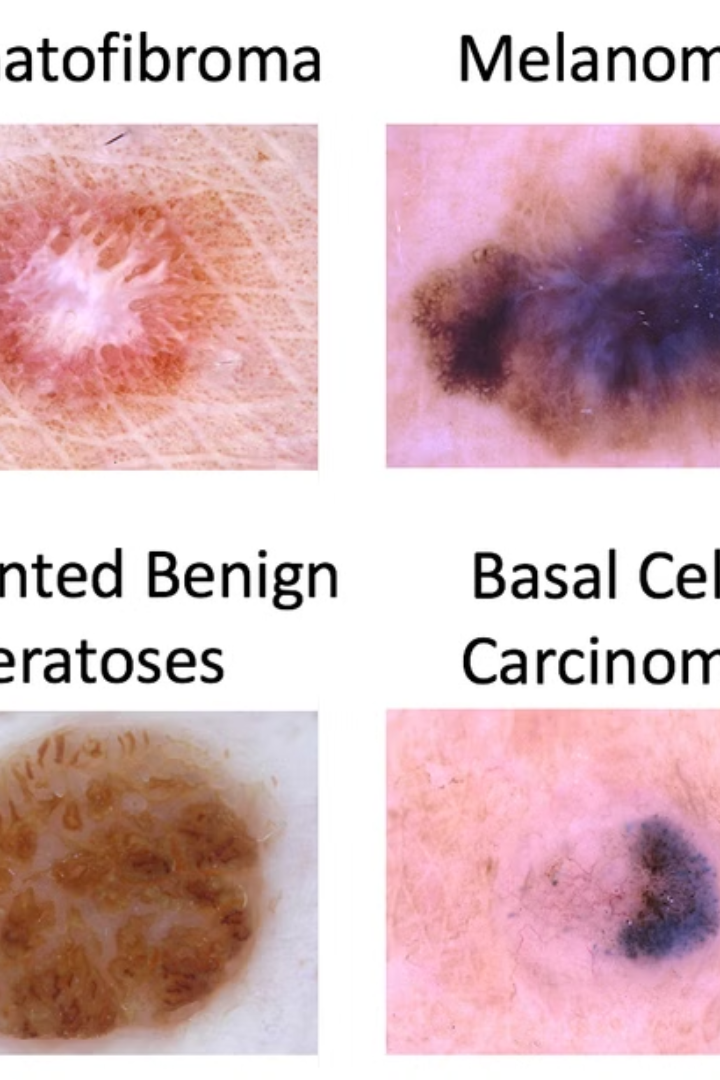 atofibroma
Melanom
nted Benign
Basal Cel
eratoses
Carcinom